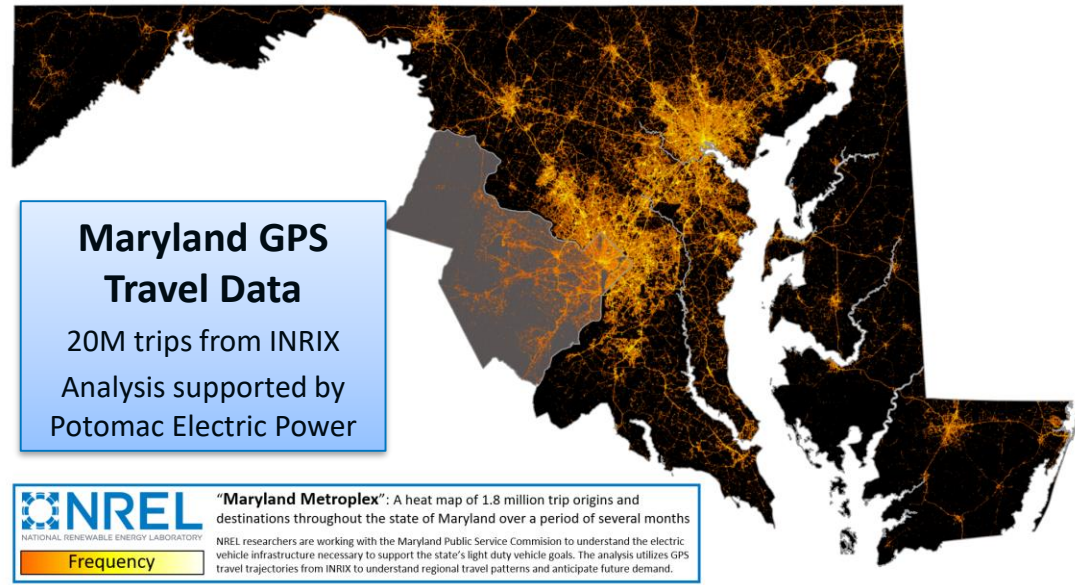 Maryland GPS
Travel Data
20M trips from INRIX
Analysis supported by
Potomac Electric Power
NREL
NATIONAL RENEWABLE ENERGY LABORATORY
Frequency
“Maryland Metroplex”: A heat map of 1.8 million trip origins and
destinations throughout the state of Maryland over a period of several months
NREL researchers are working with the Maryland Public Service Commision to understand the electric
vehicle infrastructure necessary to support the state's light duty vehicle goals. The analysis utilizes GPS
travel trajectories from INRIX to understand regional travel patterns and anticipate future demand.